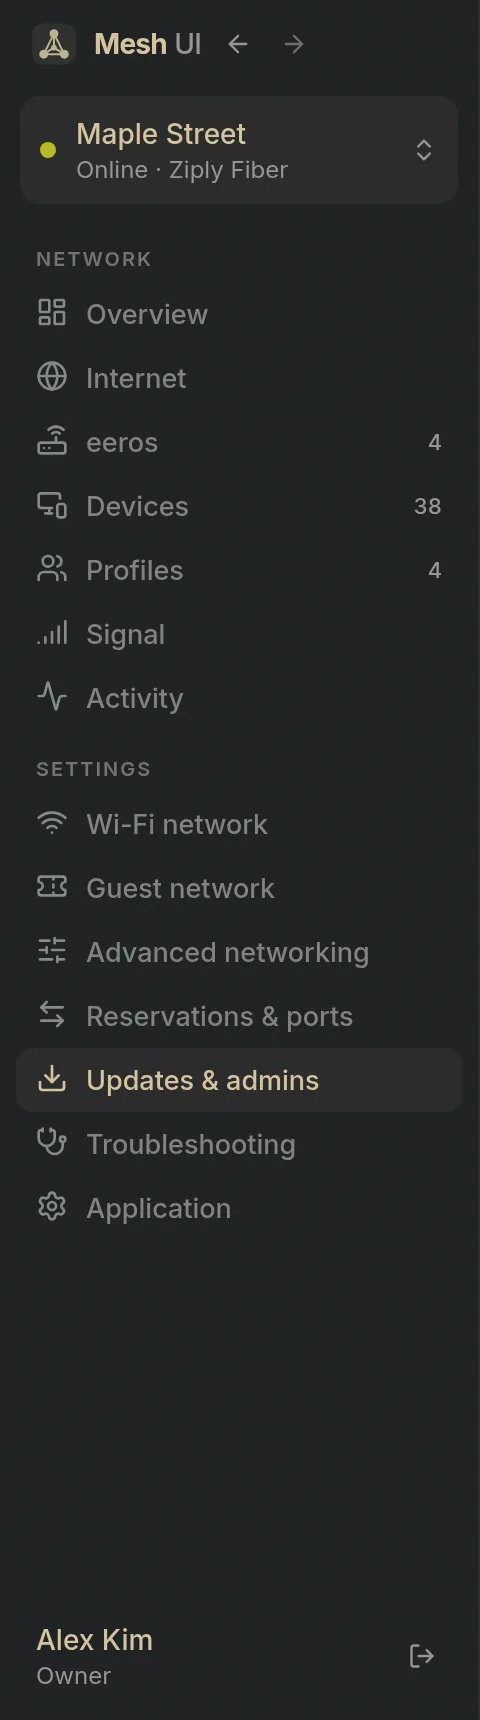 Mesh UI
Maple Street
Online · Ziply Fiber
NETWORK
Overview
Internet
eeros 4
Devices 38
Profiles 4
Signal
Activity
SETTINGS
Wi-Fi network
Guest network
Advanced networking
Reservations & ports
Updates & admins
Troubleshooting
Application
Alex Kim
Owner